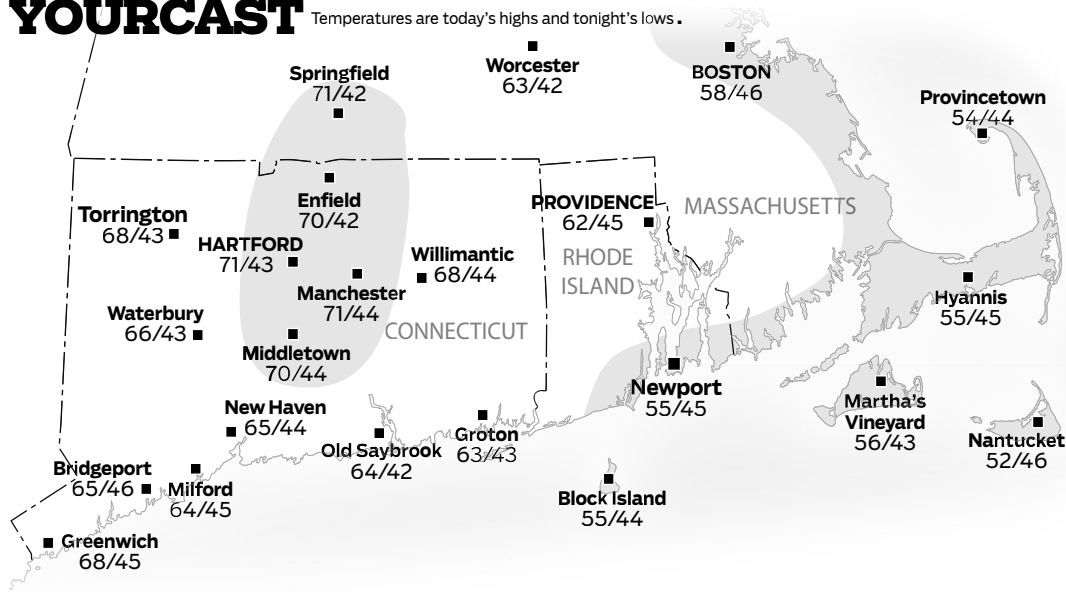 YOURCAST
Temperatures are today's highs and tonight's lows.
Springfield
71/42
Worcester
63/42
BOSTON
58/46
Provincetown
54/44
Enfield
70/42
Torrington
68/43
HARTFORD
71/43
Manchester
71/44
Willimantic
68/44
PROVIDENCE
62/45
MASSACHUSETTS
RHODE
ISLAND
Waterbury
66/43
Middletown
70/44
CONNECTICUT
Hyannis
55/45
Newport
55/45
Martha's
Vineyard
56/43
Nantucket
52/46
New Haven
65/44
Old Saybrook
64/42
Groton
63/43
Bridgeport
65/46
Milford
64/45
Block Island
55/44
Greenwich
68/45